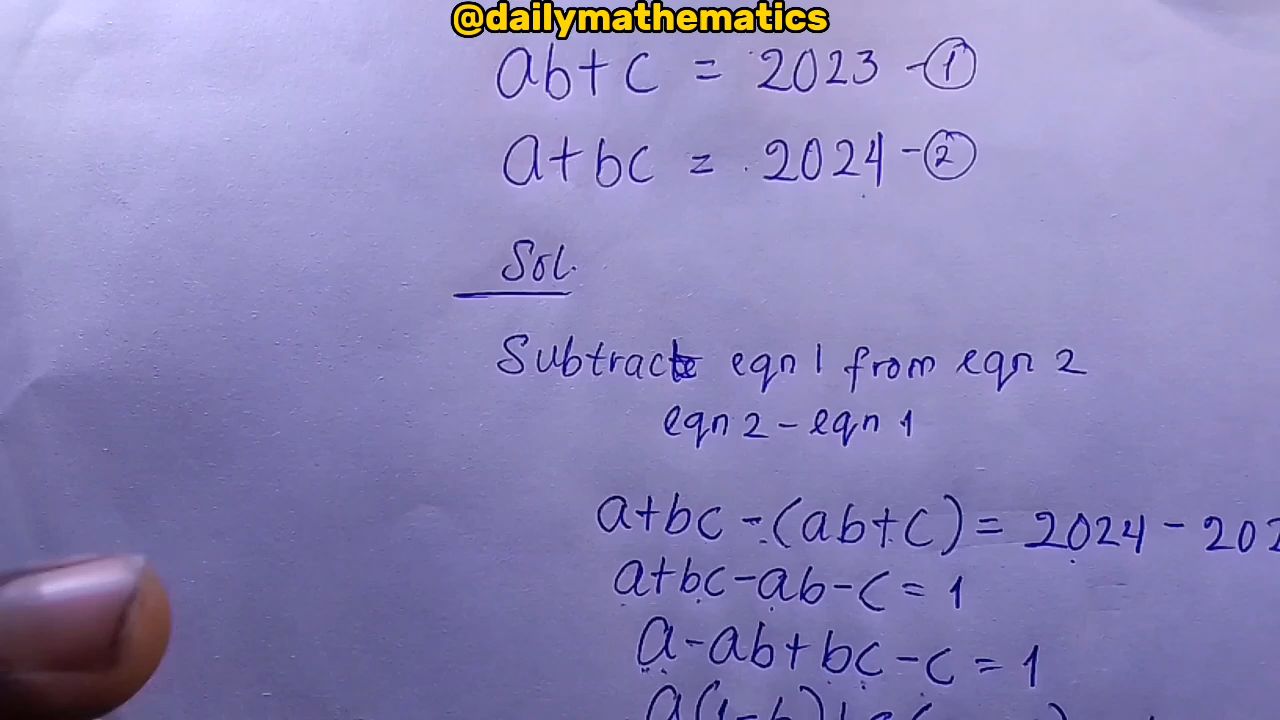 @dailymathematics
ab+c = 2023 -①
a+bc = 2024 -②
Sol.
Subtract eqn 1 from eqn 2
eqn 2 - eqn 1
a+bc -(ab+c) = 2024 - 202
a+bc-ab-c = 1
a-ab+bc-c = 1
a(1-b)